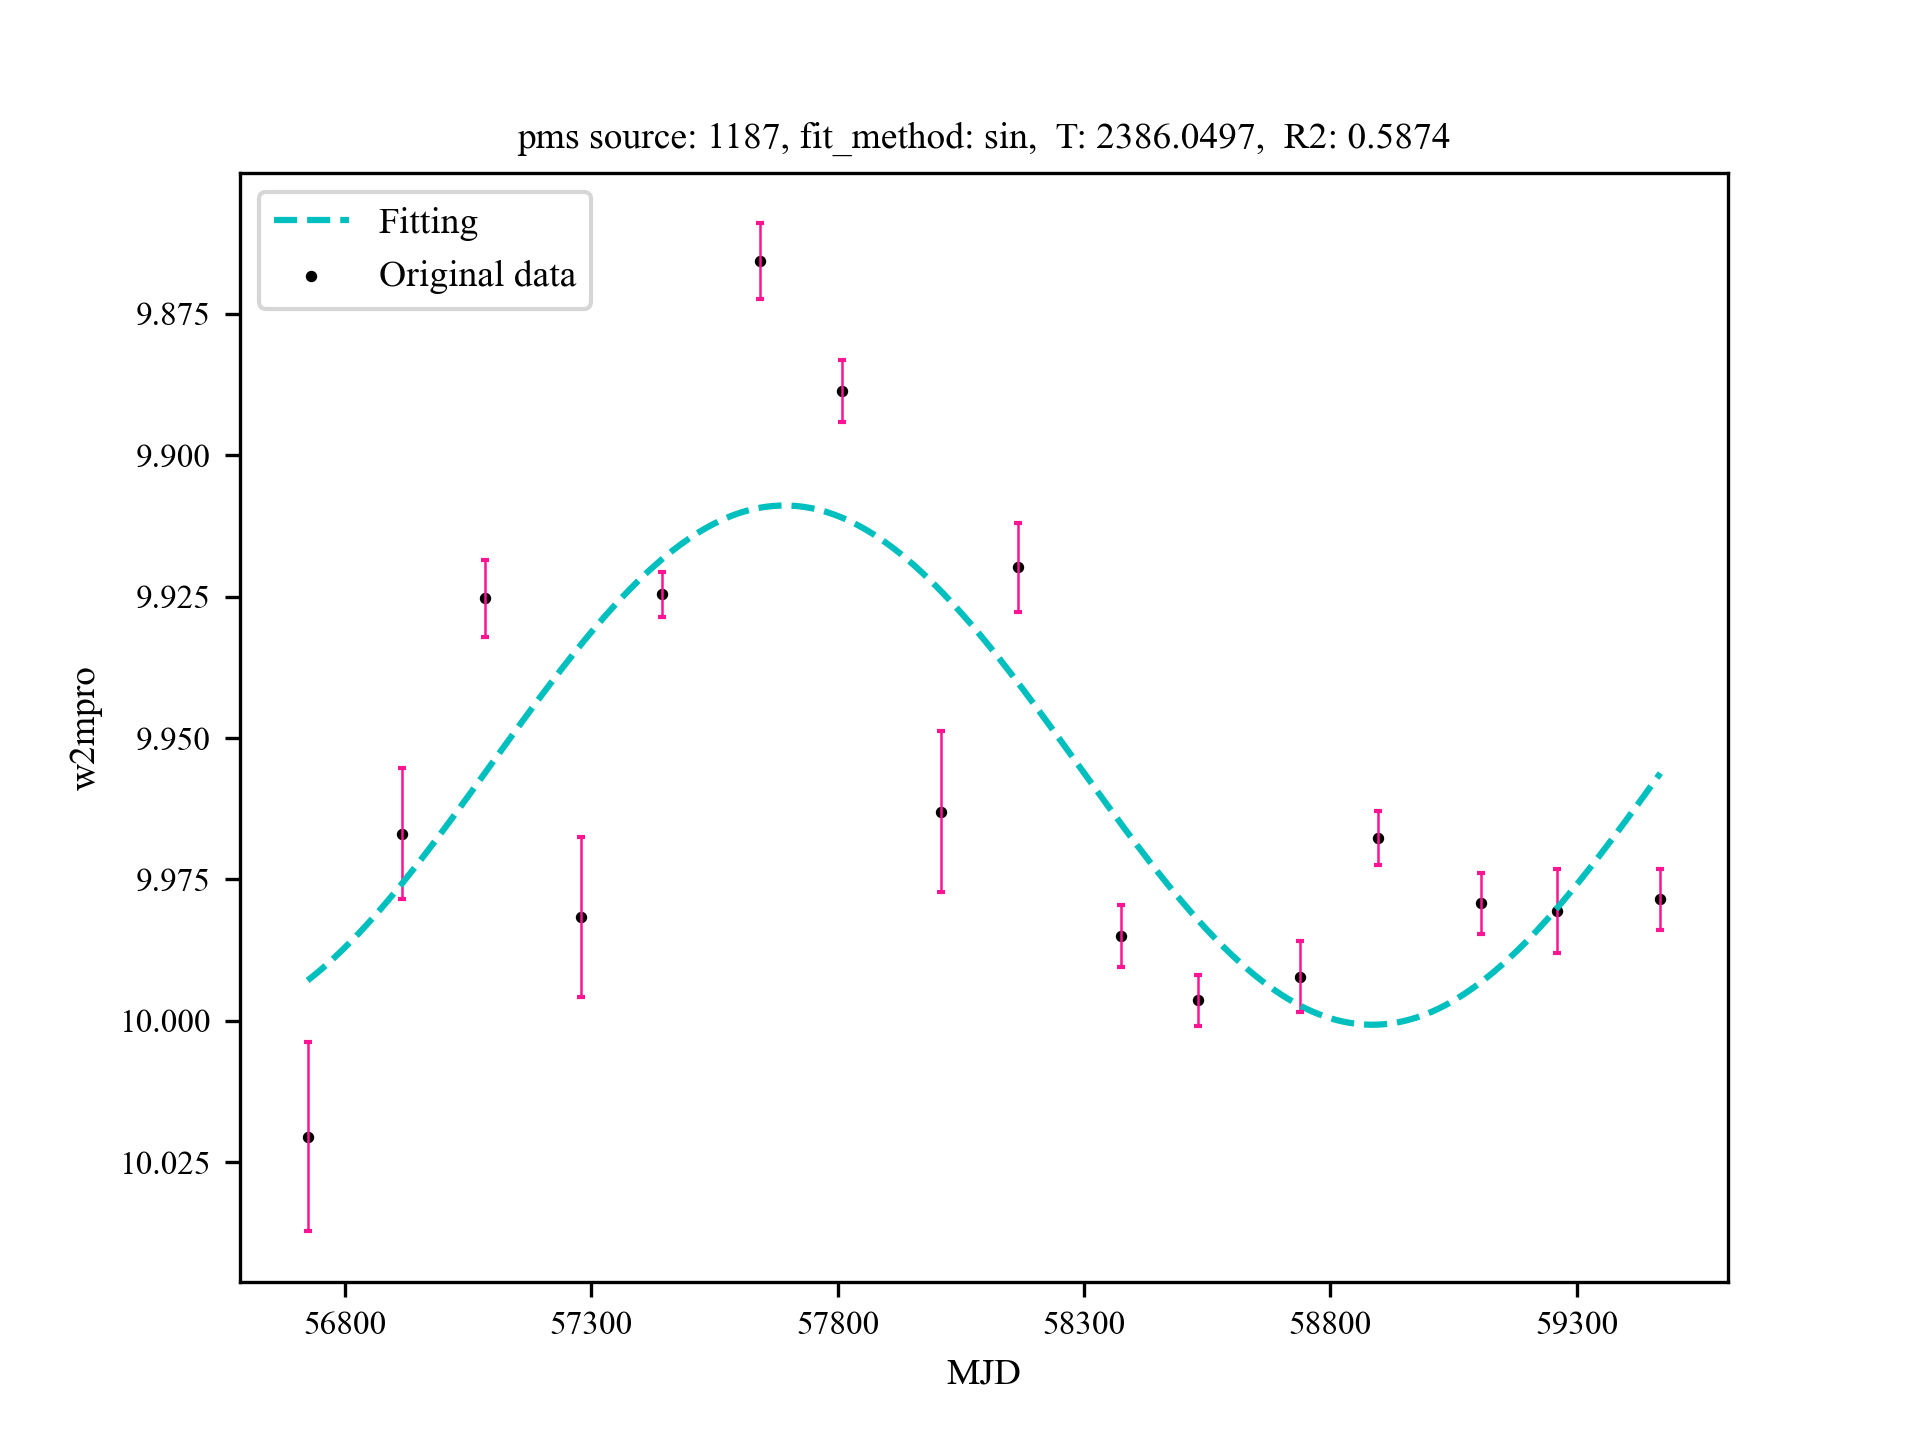 pms source: 1187, fit_method: sin,  T: 2386.0497,  R2: 0.5874
Fitting
Original data
9.875
9.900
9.925
9.950
9.975
10.000
10.025
w2mpro
56800
57300
57800
58300
58800
59300
MJD